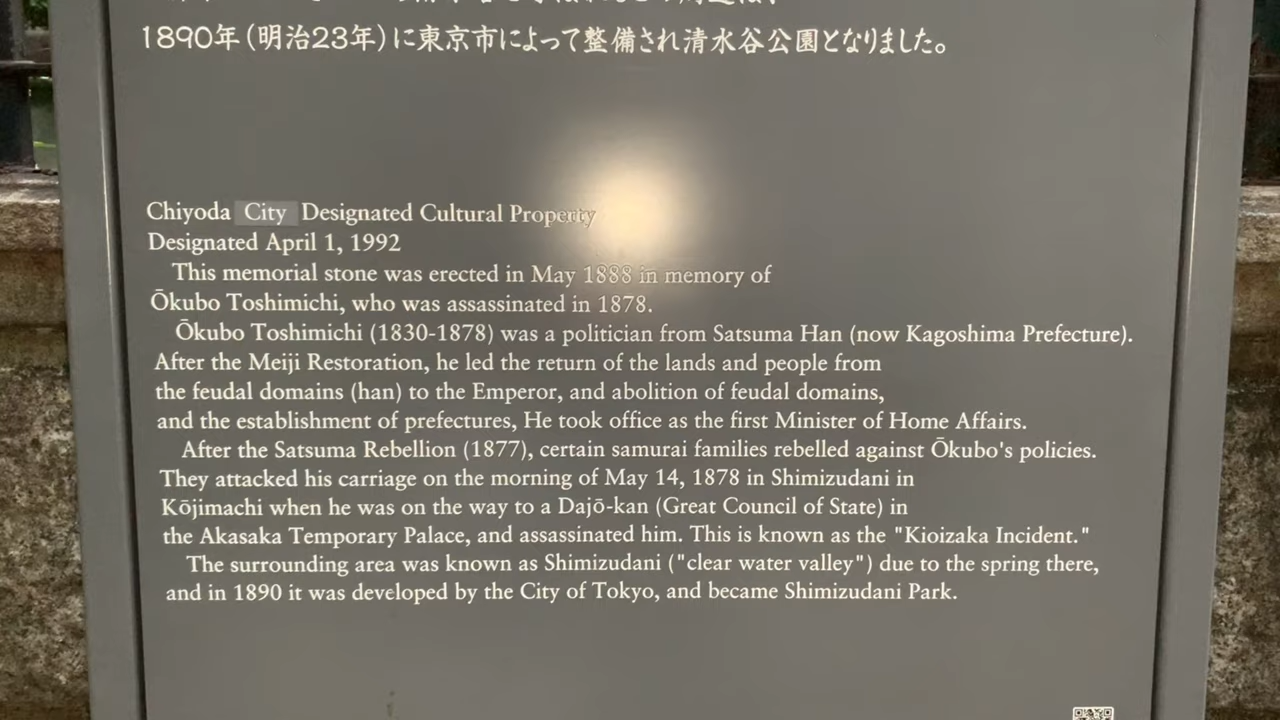 1890年(明治23年)に東京市によって整備され清水谷公園となりました。
Chiyoda City Designated Cultural Property
Designated April 1, 1992
This memorial stone was erected in May 1888 in memory of
Ōkubo Toshimichi, who was assassinated in 1878.
Ōkubo Toshimichi (1830-1878) was a politician from Satsuma Han (now Kagoshima Prefecture).
After the Meiji Restoration, he led the return of the lands and people from
the feudal domains (han) to the Emperor, and abolition of feudal domains,
and the establishment of prefectures, He took office as the first Minister of Home Affairs.
After the Satsuma Rebellion (1877), certain samurai families rebelled against Ōkubo's policies.
They attacked his carriage on the morning of May 14, 1878 in Shimizudani in
Kōjimachi when he was on the way to a Dajō-kan (Great Council of State) in
the Akasaka Temporary Palace, and assassinated him. This is known as the "Kioizaka Incident."
The surrounding area was known as Shimizudani ("clear water valley") due to the spring there,
and in 1890 it was developed by the City of Tokyo, and became Shimizudani Park.